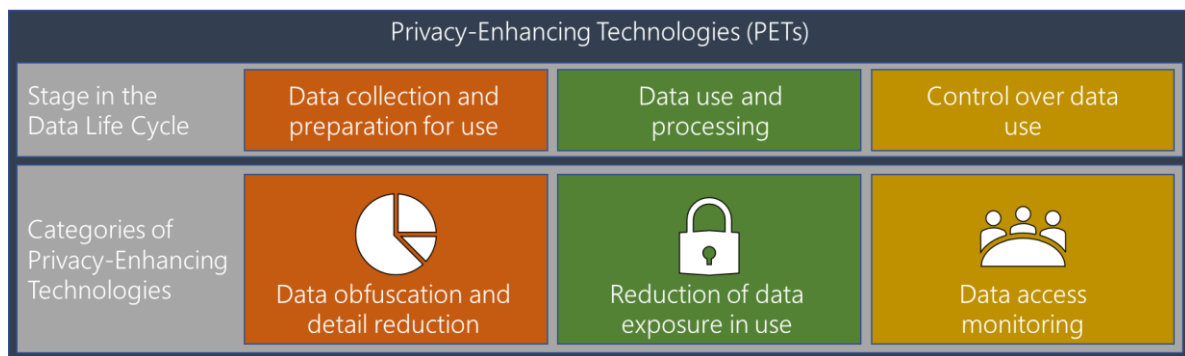 Privacy-Enhancing Technologies (PETs)
Stage in the
Data Life Cycle
Data collection and
preparation for use
Data use and
processing
Control over data
use
Categories of
Privacy-Enhancing
Technologies
Data obfuscation and
detail reduction
Reduction of data
exposure in use
Data access
monitoring